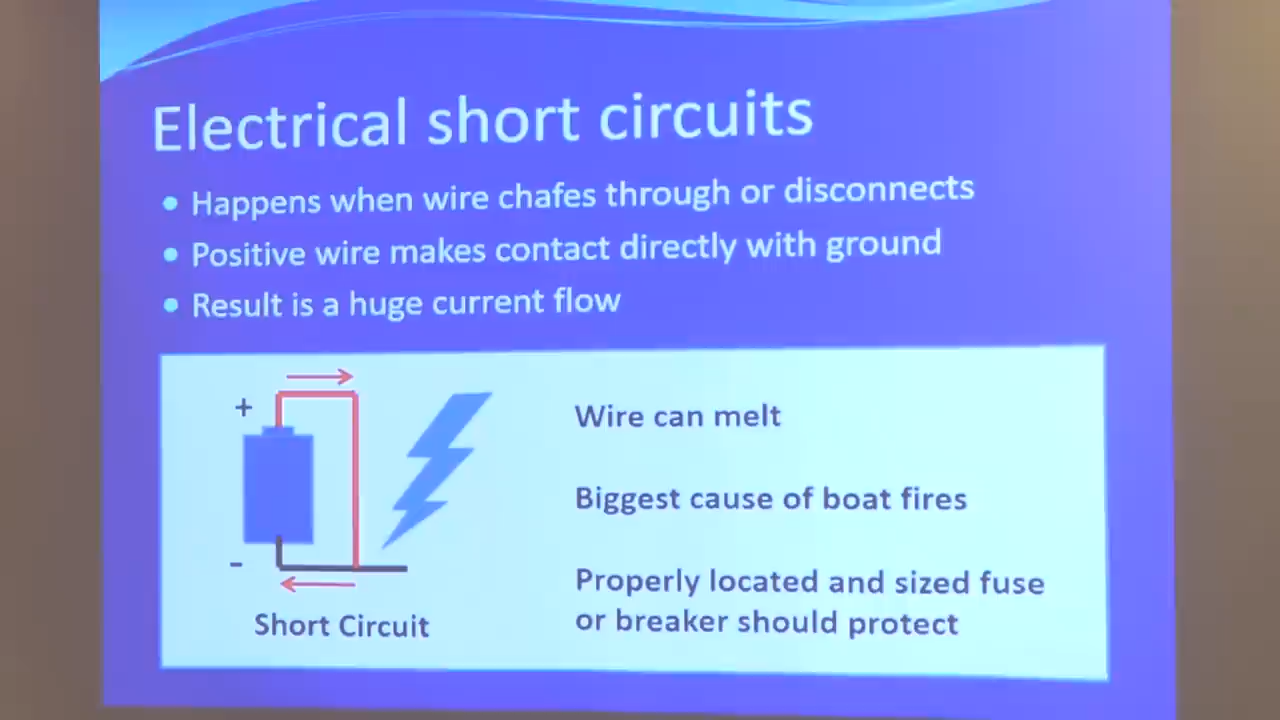 Electrical short circuits
• Happens when wire chafes through or disconnects
• Positive wire makes contact directly with ground
• Result is a huge current flow
+
Wire can melt
Biggest cause of boat fires
-
Properly located and sized fuse
or breaker should protect
Short Circuit